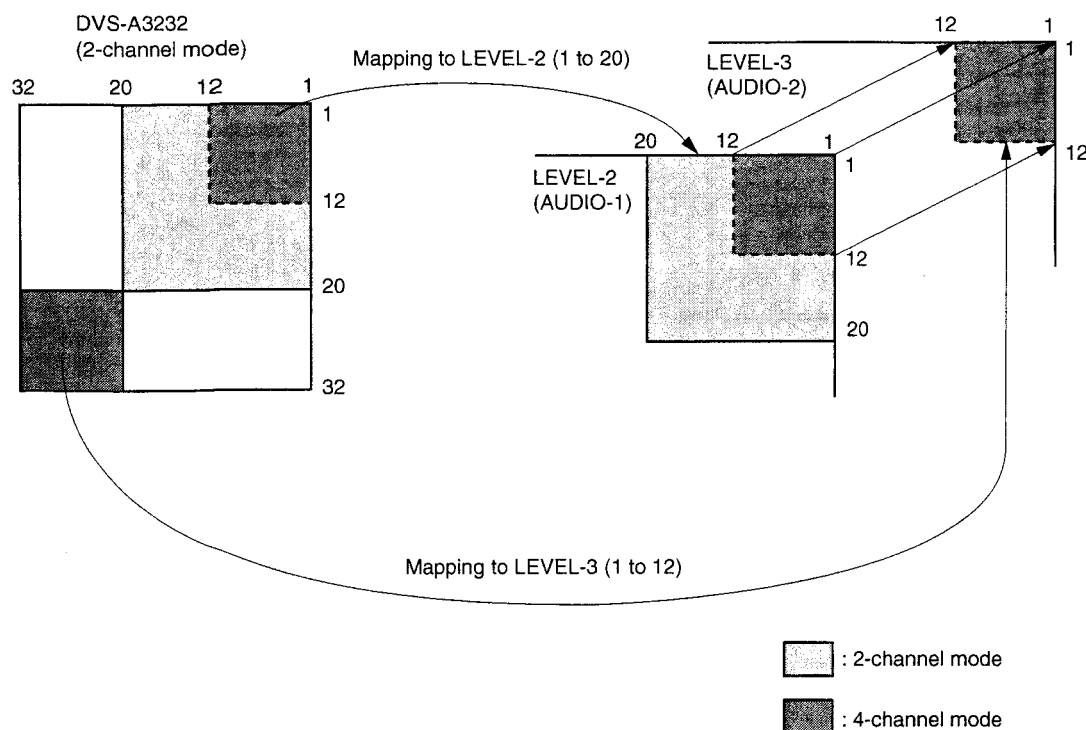 DVS-A3232
(2-channel mode)
32 20 12 1
1
12
20
32
Mapping to LEVEL-2 (1 to 20)
20 12 1
LEVEL-2
(AUDIO-1)
1
12
20
12 1
LEVEL-3
(AUDIO-2)
1
12
Mapping to LEVEL-3 (1 to 12)
: 2-channel mode
: 4-channel mode